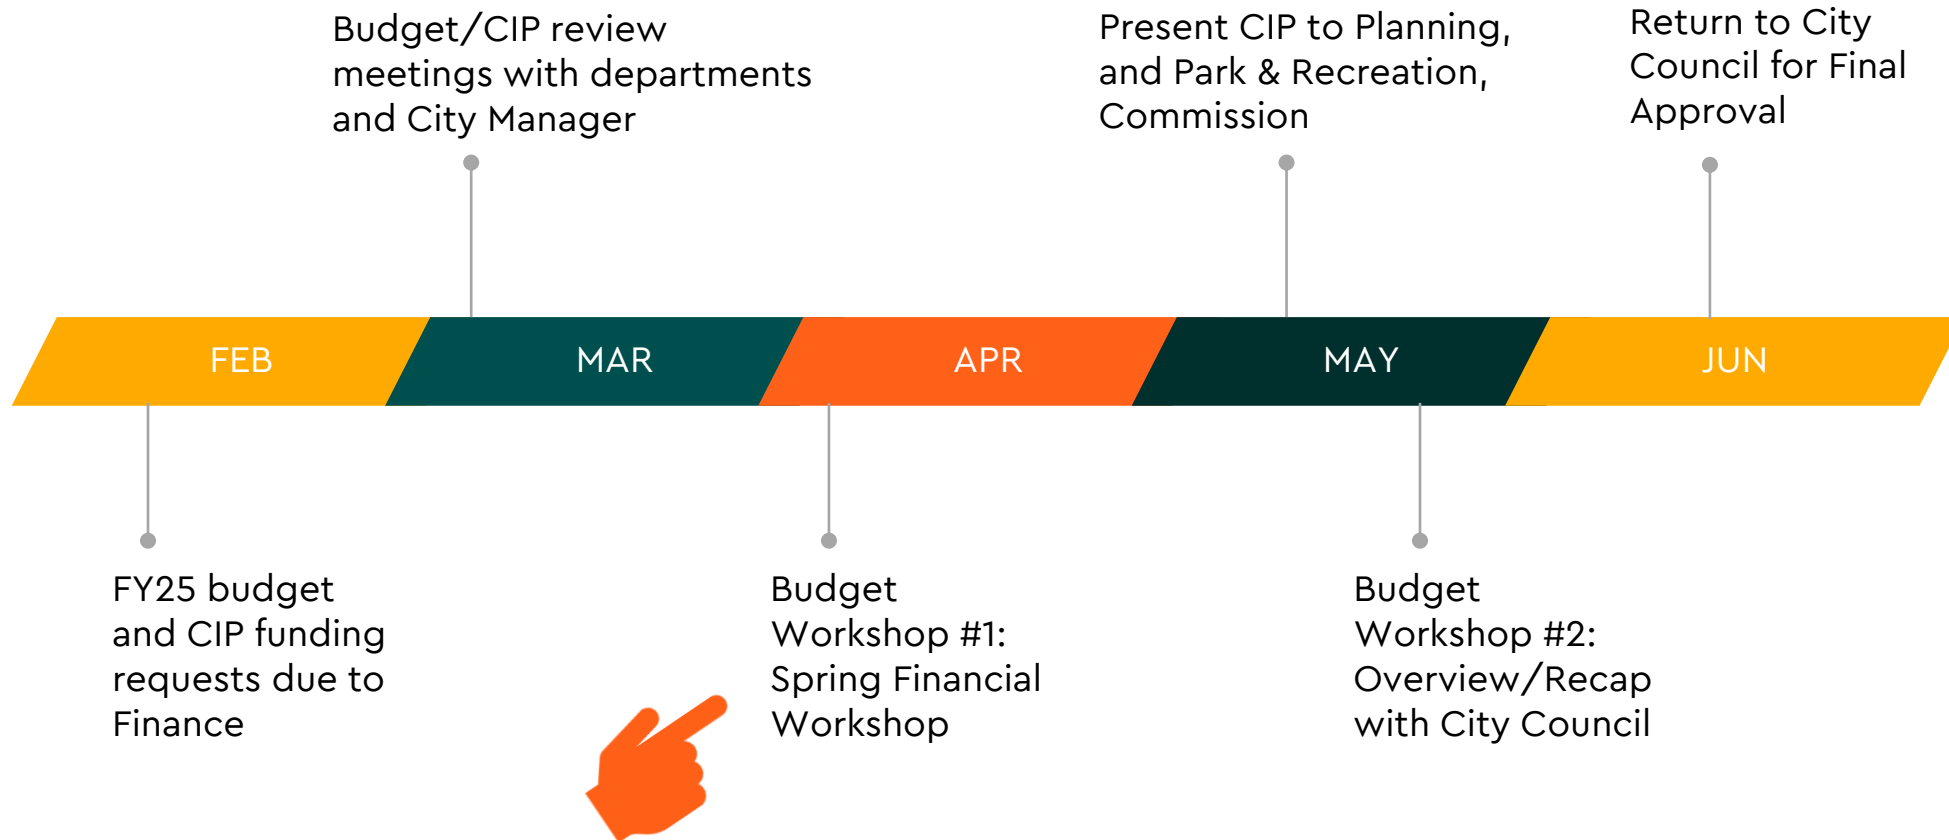 Budget/CIP review
meetings with departments
and City Manager
Present CIP to Planning,
and Park & Recreation,
Commission
Return to City
Council for Final
Approval
FEB
MAR
APR
MAY
JUN
FY25 budget
and CIP funding
requests due to
Finance
Budget
Workshop #1:
Spring Financial
Workshop
Budget
Workshop #2:
Overview/Recap
with City Council